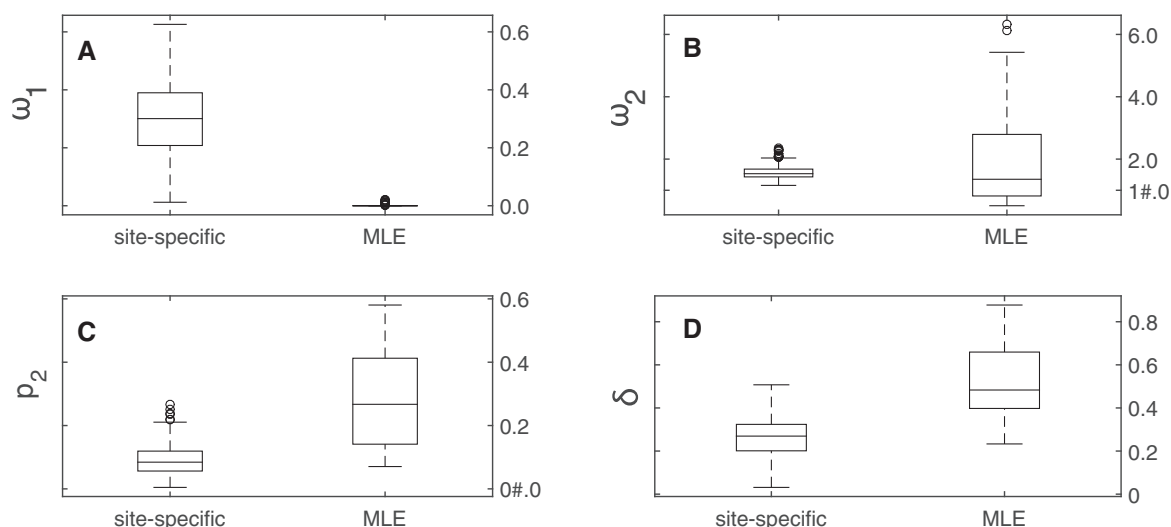 A
ω1
0.6
0.4
0.2
0.0
site-specific MLE
B
ω2
6.0
4.0
2.0
1#.0
site-specific MLE
C
p2
0.6
0.4
0.2
0#.0
site-specific MLE
D
δ
0.8
0.6
0.4
0.2
0
site-specific MLE